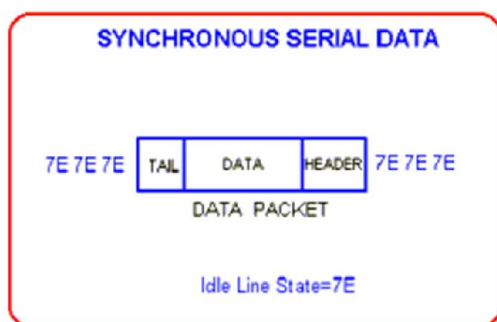 SYNCHRONOUS SERIAL DATA
7E 7E 7E TAIL DATA HEADER 7E 7E 7E
DATA PACKET
Idle Line State=7E